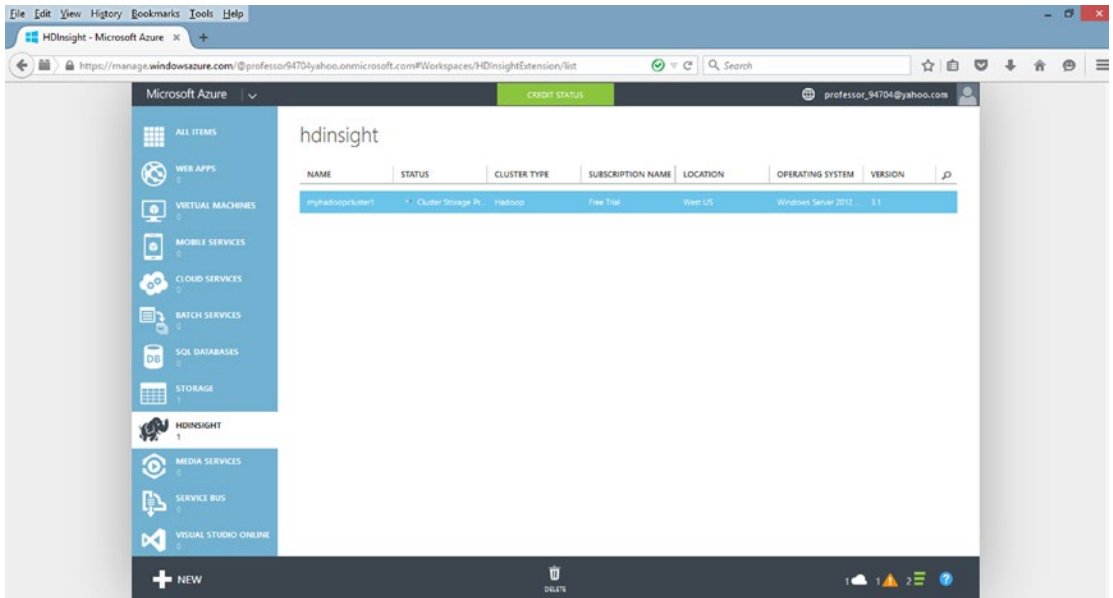 File Edit View History Bookmarks Tools Help
HDInsight - Microsoft Azure × +
https://manage.windowsazure.com/@professor94704yahoo.onmicrosoft.com#Workspaces/HDInsightExtension/list
Search
Microsoft Azure
CREDIT STATUS
professor_94704@yahoo.com
ALL ITEMS
WEB APPS
0
VIRTUAL MACHINES
0
MOBILE SERVICES
0
CLOUD SERVICES
0
BATCH SERVICES
0
SQL DATABASES
0
DB
STORAGE
1
HDINSIGHT
1
MEDIA SERVICES
0
SERVICE BUS
0
VISUAL STUDIO ONLINE
0
hdinsight
NAME STATUS CLUSTER TYPE SUBSCRIPTION NAME LOCATION OPERATING SYSTEM VERSION
myhadoopcluster1 Cluster Storage Pr... Hadoop Free Trial West US Windows Server 2012 ... 3.1
NEW
DELETE
1 1 2 ?